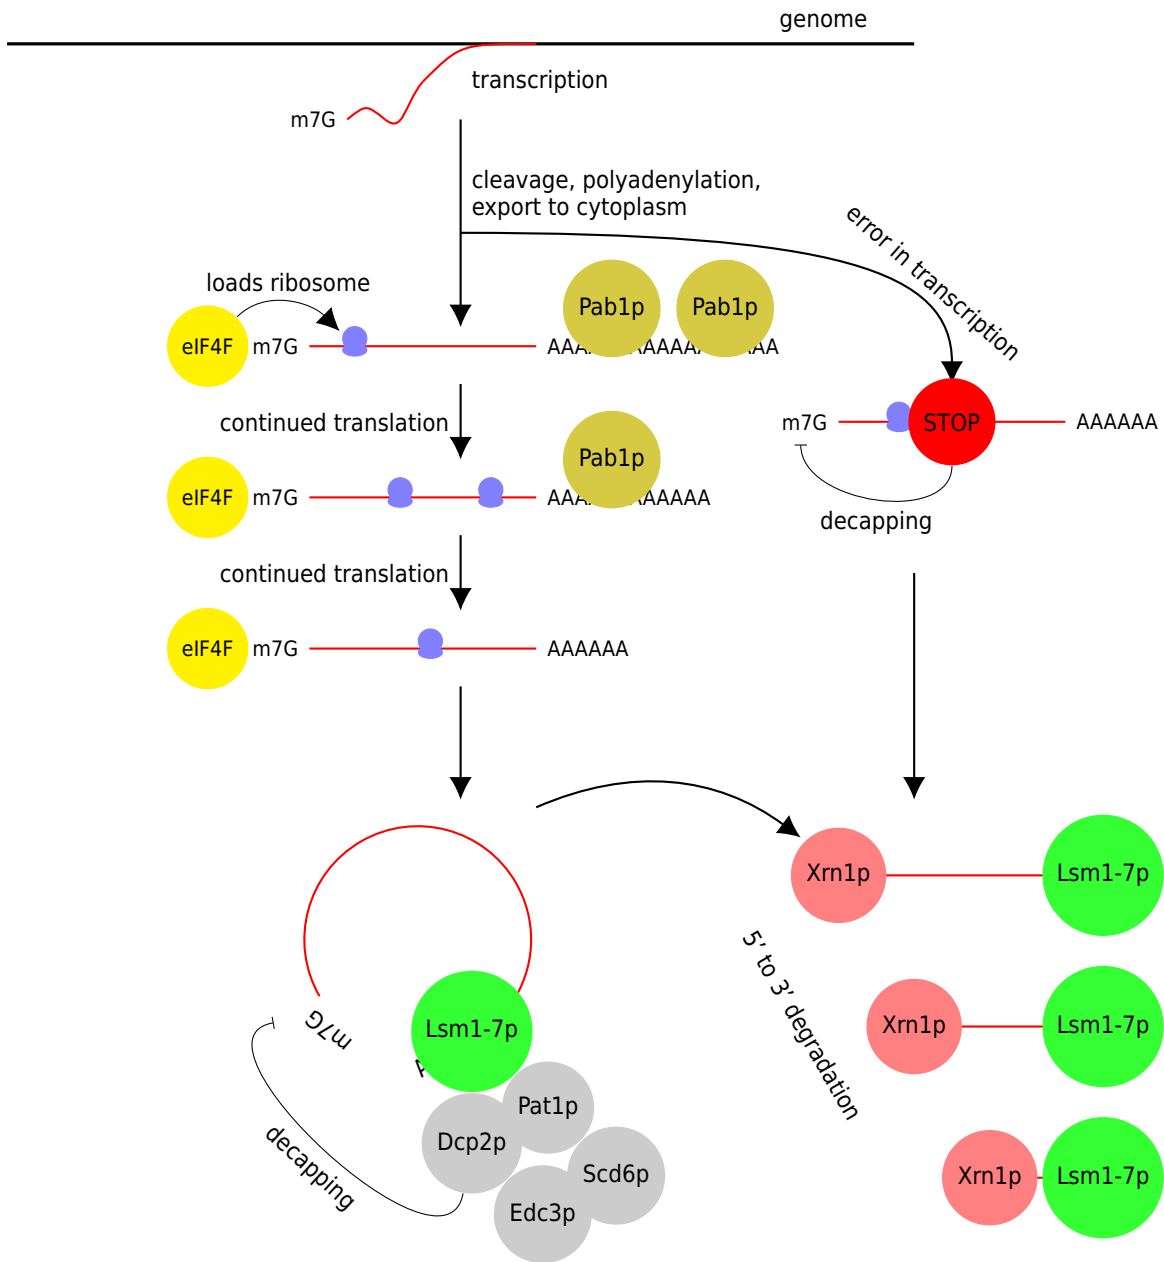 genome
transcription
m7G
cleavage, polyadenylation,
export to cytoplasm
error in transcription
loads ribosome
Pab1p
Pab1p
eIF4F
m7G
continued translation
Pab1p
m7G
STOP
AAAAAA
eIF4F
m7G
decapping
continued translation
eIF4F
m7G
AAAAAA
Xrn1p
Lsm1-7p
5' to 3' degradation
m7G
Lsm1-7p
Xrn1p
Lsm1-7p
Pat1p
Dcp2p
decapping
Scd6p
Edc3p
Xrn1p
Lsm1-7p